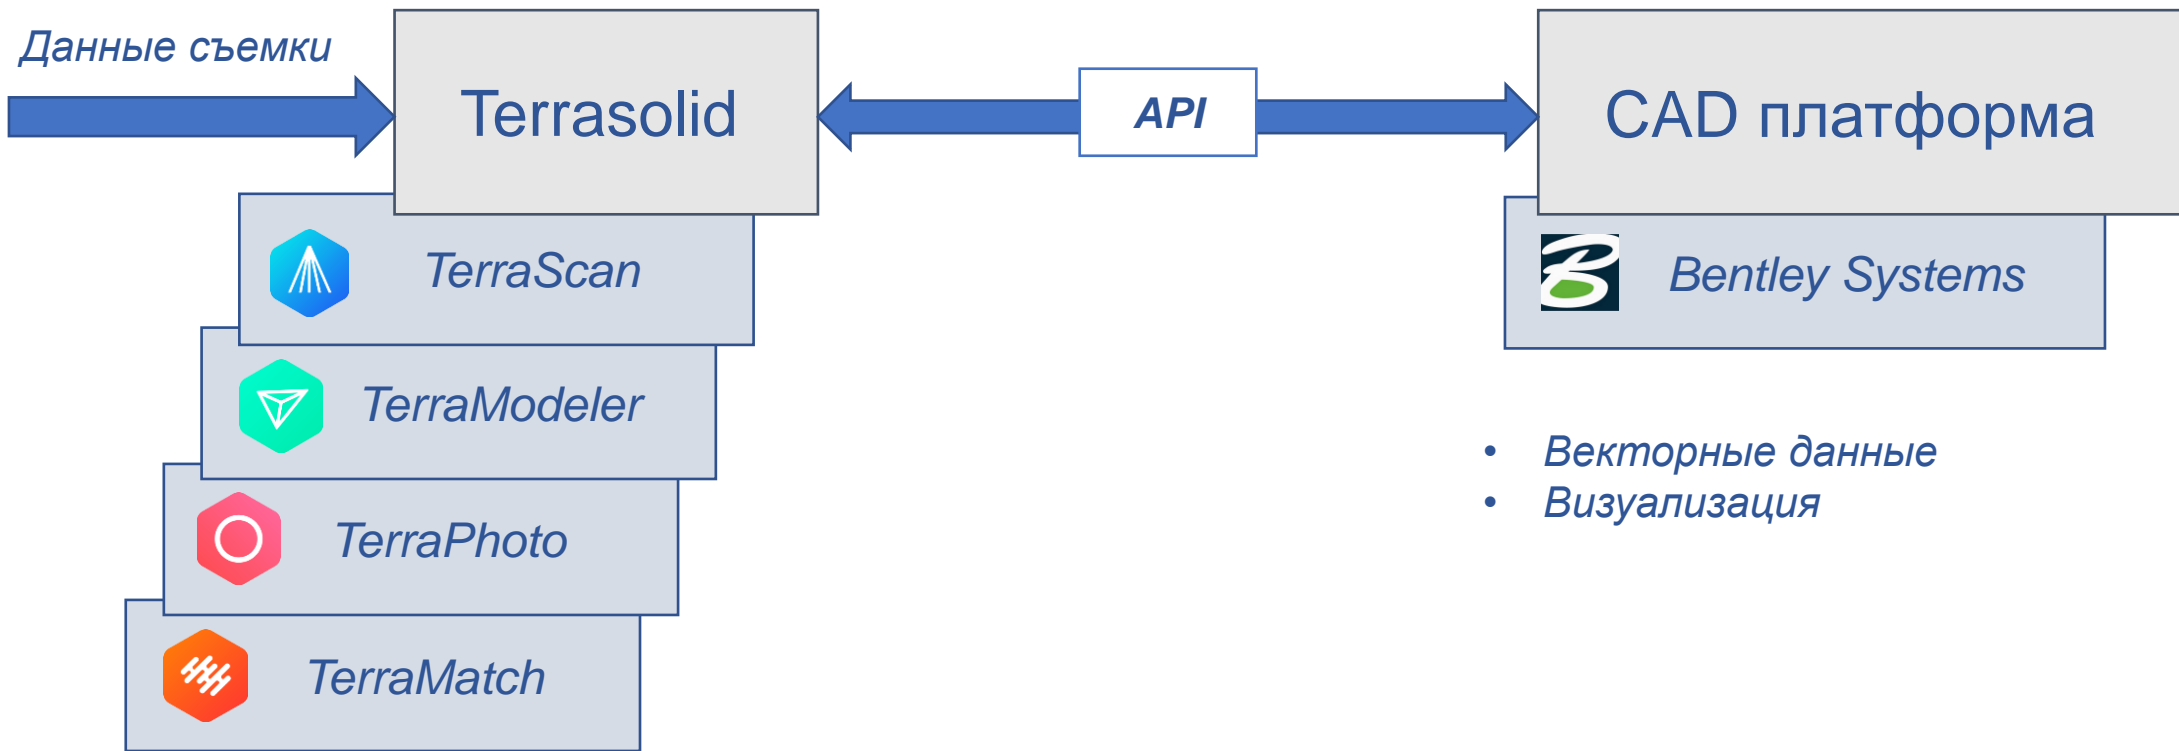 Данные съемки
Terrasolid
API
CAD платформа
TerraScan
Bentley Systems
TerraModeler
• Векторные данные
• Визуализация
TerraPhoto
TerraMatch